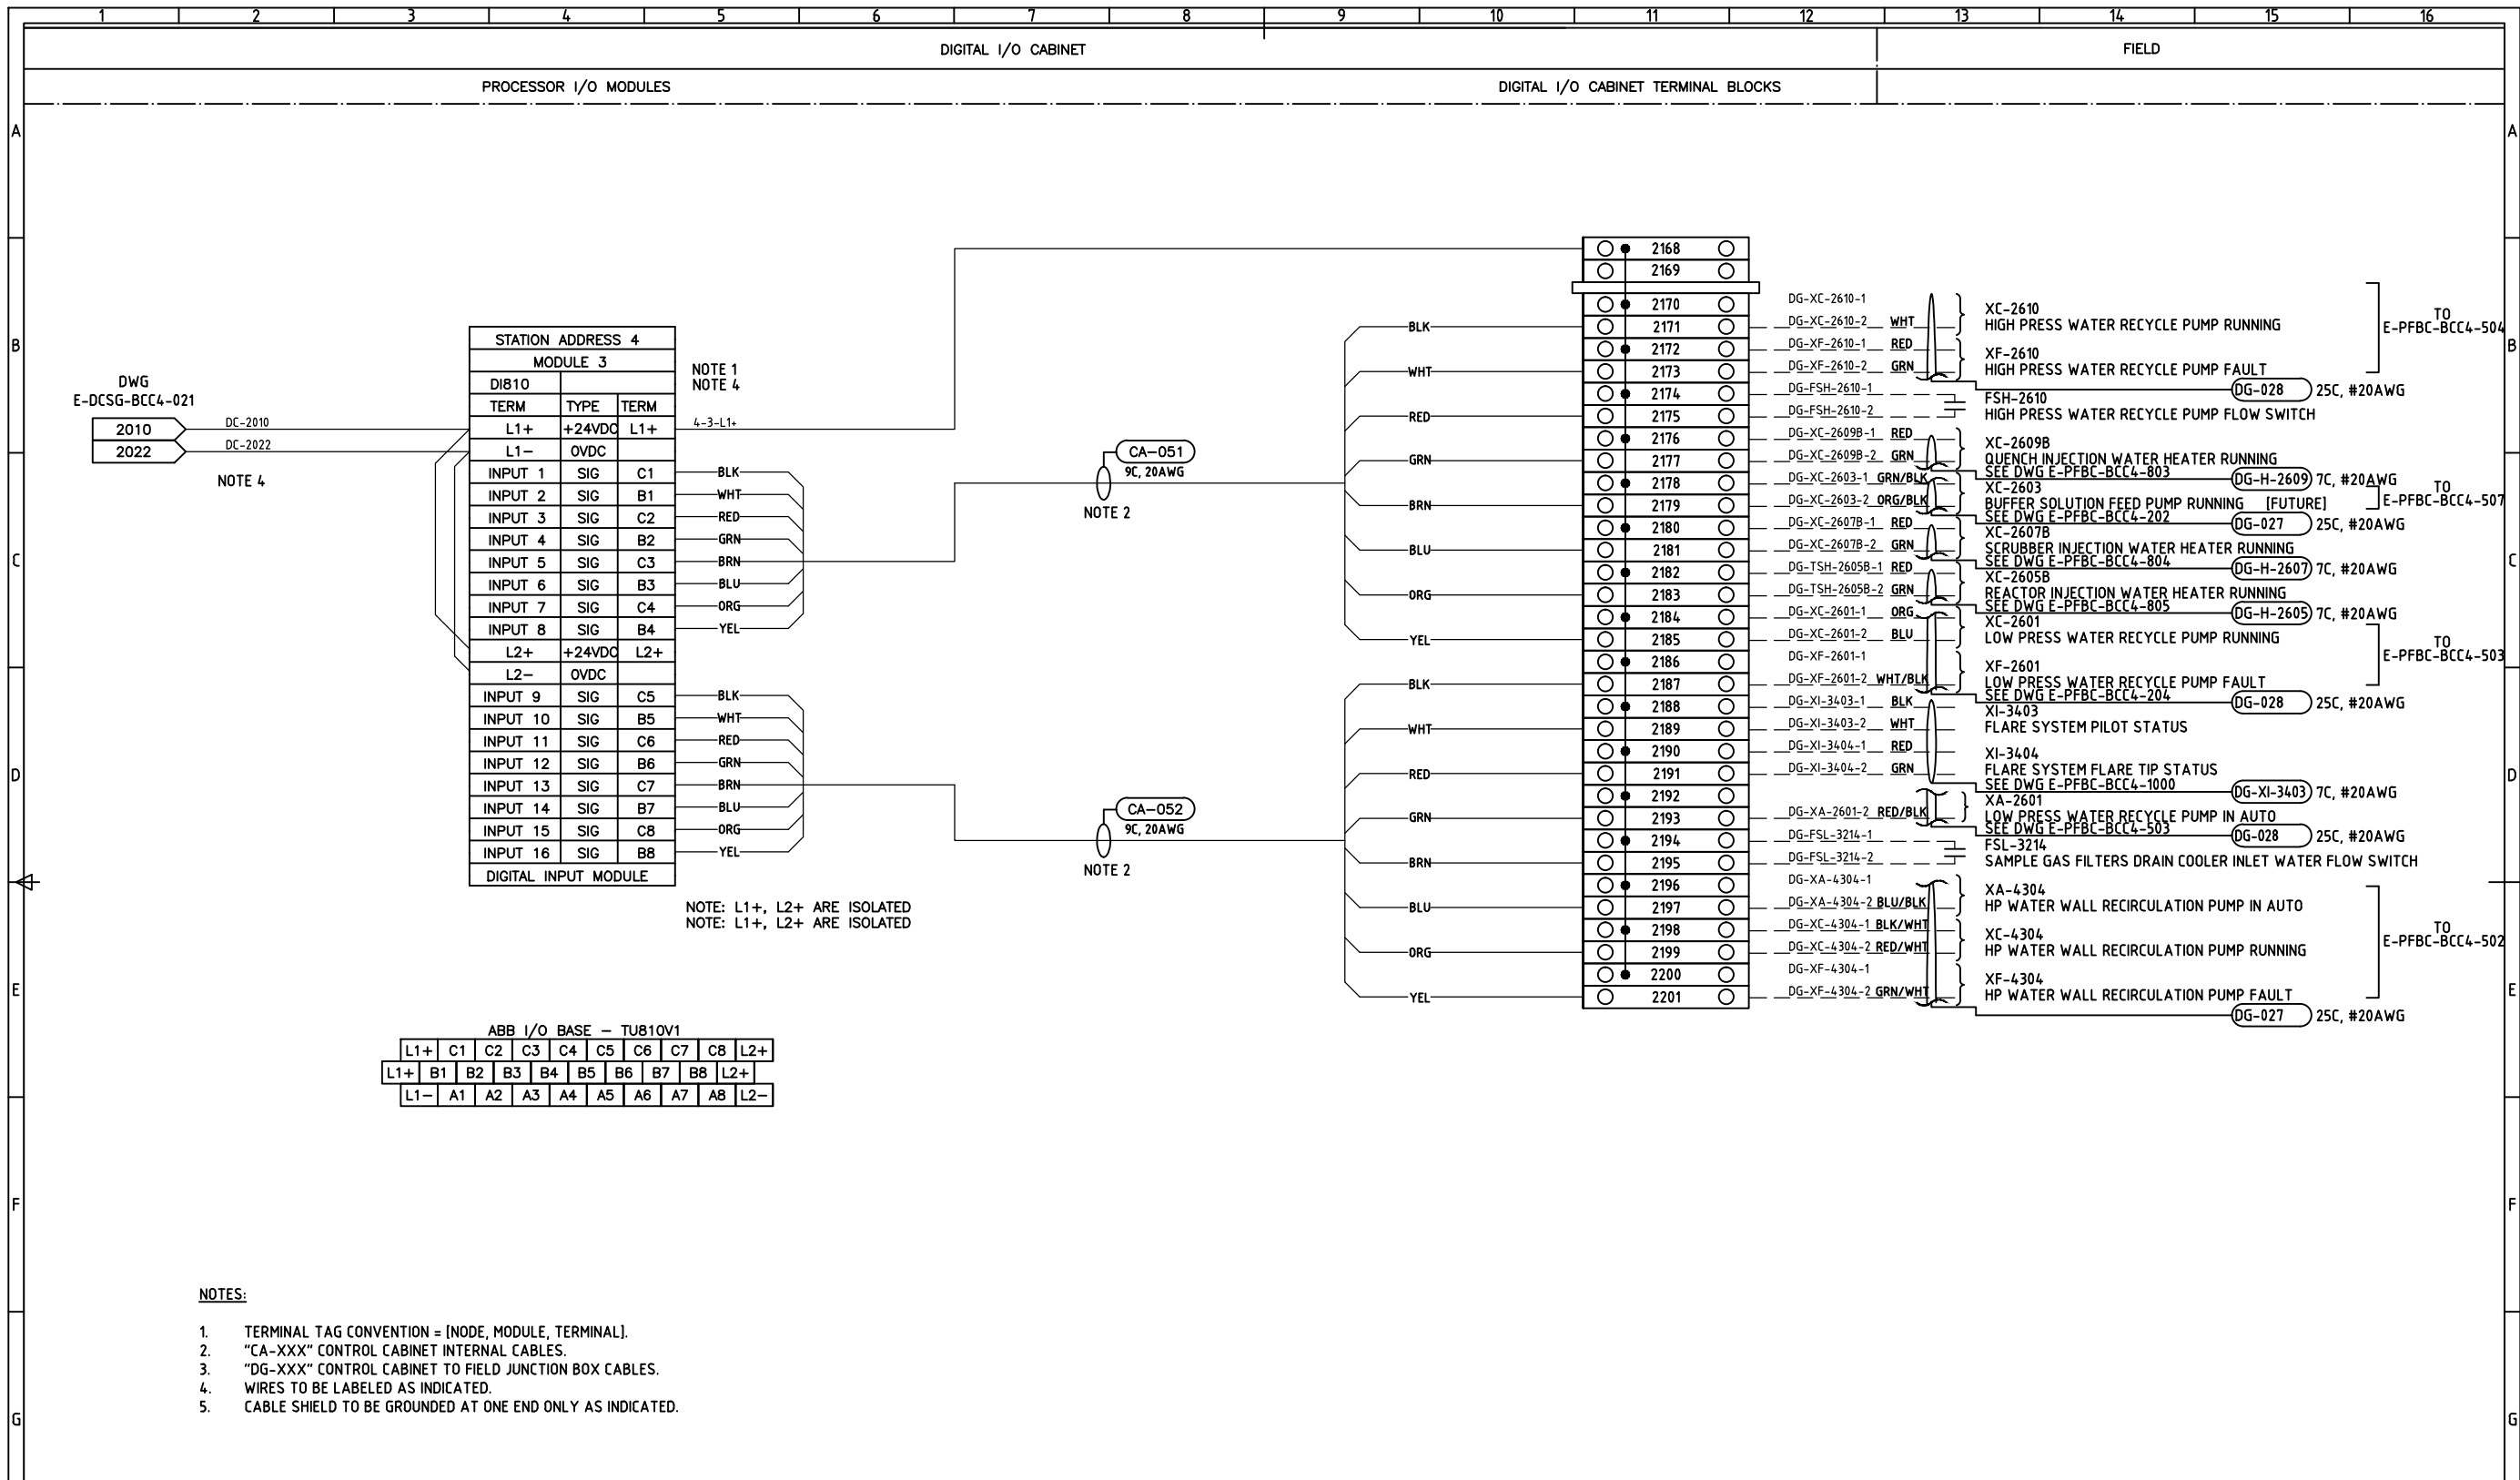 1 2 3 4 5 6 7 8 9 10 11 12 13 14 15 16
DIGITAL I/O CABINET
FIELD
PROCESSOR I/O MODULES
DIGITAL I/O CABINET TERMINAL BLOCKS
A
B
C
D
E
F
G
A
B
C
D
E
F
G
DWG
E-DCSG-BCC4-021
2010
2022
DC-2010
DC-2022
NOTE 4
STATION ADDRESS 4
MODULE 3
DI810
TERM TYPE TERM
L1+ +24VDC L1+
L1- 0VDC
INPUT 1 SIG C1
INPUT 2 SIG B1
INPUT 3 SIG C2
INPUT 4 SIG B2
INPUT 5 SIG C3
INPUT 6 SIG B3
INPUT 7 SIG C4
INPUT 8 SIG B4
L2+ +24VDC L2+
L2- 0VDC
INPUT 9 SIG C5
INPUT 10 SIG B5
INPUT 11 SIG C6
INPUT 12 SIG B6
INPUT 13 SIG C7
INPUT 14 SIG B7
INPUT 15 SIG C8
INPUT 16 SIG B8
DIGITAL INPUT MODULE
NOTE 1
NOTE 4
4-3-L1+
BLK
WHT
RED
GRN
BRN
BLU
ORG
YEL
BLK
WHT
RED
GRN
BRN
BLU
ORG
YEL
NOTE: L1+, L2+ ARE ISOLATED
NOTE: L1+, L2+ ARE ISOLATED
CA-051
9C, 20AWG
NOTE 2
CA-052
9C, 20AWG
NOTE 2
BLK
WHT
RED
GRN
BRN
BLU
ORG
YEL
BLK
WHT
RED
GRN
BRN
BLU
ORG
YEL
2168
2169
2170
2171
2172
2173
2174
2175
2176
2177
2178
2179
2180
2181
2182
2183
2184
2185
2186
2187
2188
2189
2190
2191
2192
2193
2194
2195
2196
2197
2198
2199
2200
2201
DG-XC-2610-1
DG-XC-2610-2 WHT
DG-XF-2610-1 RED
DG-XF-2610-2 GRN
DG-FSH-2610-1
DG-FSH-2610-2
DG-XC-2609B-1 RED
DG-XC-2609B-2 GRN
DG-XC-2603-1 GRN/BLK
DG-XC-2603-2 ORG/BLK
DG-XC-2607B-1 RED
DG-XC-2607B-2 GRN
DG-TSH-2605B-1 RED
DG-TSH-2605B-2 GRN
DG-XC-2601-1 ORG
DG-XC-2601-2 BLU
DG-XF-2601-1
DG-XF-2601-2 WHT/BLK
DG-XI-3403-1 BLK
DG-XI-3403-2 WHT
DG-XI-3404-1 RED
DG-XI-3404-2 GRN
DG-XA-2601-2 RED/BLK
DG-FSL-3214-1
DG-FSL-3214-2
DG-XA-4304-1
DG-XA-4304-2 BLU/BLK
DG-XC-4304-1 BLK/WHT
DG-XC-4304-2 RED/WHT
DG-XF-4304-1
DG-XF-4304-2 GRN/WHT
XC-2610
HIGH PRESS WATER RECYCLE PUMP RUNNING
XF-2610
HIGH PRESS WATER RECYCLE PUMP FAULT
DG-028 25C, #20AWG
FSH-2610
HIGH PRESS WATER RECYCLE PUMP FLOW SWITCH
XC-2609B
QUENCH INJECTION WATER HEATER RUNNING
SEE DWG E-PFBC-BCC4-803
DG-H-2609 7C, #20AWG
XC-2603
BUFFER SOLUTION FEED PUMP RUNNING [FUTURE]
SEE DWG E-PFBC-BCC4-202
DG-027 25C, #20AWG
XC-2607B
SCRUBBER INJECTION WATER HEATER RUNNING
SEE DWG E-PFBC-BCC4-804
DG-H-2607 7C, #20AWG
XC-2605B
REACTOR INJECTION WATER HEATER RUNNING
SEE DWG E-PFBC-BCC4-805
DG-H-2605 7C, #20AWG
XC-2601
LOW PRESS WATER RECYCLE PUMP RUNNING
XF-2601
LOW PRESS WATER RECYCLE PUMP FAULT
SEE DWG E-PFBC-BCC4-204
DG-028 25C, #20AWG
XI-3403
FLARE SYSTEM PILOT STATUS
XI-3404
FLARE SYSTEM FLARE TIP STATUS
SEE DWG E-PFBC-BCC4-1000
DG-XI-3403 7C, #20AWG
XA-2601
LOW PRESS WATER RECYCLE PUMP IN AUTO
SEE DWG E-PFBC-BCC4-503
DG-028 25C, #20AWG
FSL-3214
SAMPLE GAS FILTERS DRAIN COOLER INLET WATER FLOW SWITCH
XA-4304
HP WATER WALL RECIRCULATION PUMP IN AUTO
XC-4304
HP WATER WALL RECIRCULATION PUMP RUNNING
XF-4304
HP WATER WALL RECIRCULATION PUMP FAULT
DG-027 25C, #20AWG
TO
E-PFBC-BCC4-504
TO
E-PFBC-BCC4-507
TO
E-PFBC-BCC4-503
TO
E-PFBC-BCC4-502
ABB I/O BASE - TU810V1
L1+ C1 C2 C3 C4 C5 C6 C7 C8 L2+
L1+ B1 B2 B3 B4 B5 B6 B7 B8 L2+
L1- A1 A2 A3 A4 A5 A6 A7 A8 L2-
NOTES:
1. TERMINAL TAG CONVENTION = [NODE, MODULE, TERMINAL].
2. "CA-XXX" CONTROL CABINET INTERNAL CABLES.
3. "DG-XXX" CONTROL CABINET TO FIELD JUNCTION BOX CABLES.
4. WIRES TO BE LABELED AS INDICATED.
5. CABLE SHIELD TO BE GROUNDED AT ONE END ONLY AS INDICATED.